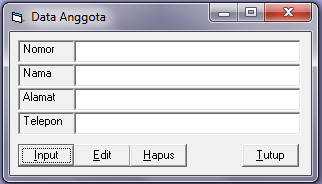 Data Anggota
Nomor
Nama
Alamat
Telepon
Input Edit Hapus Tutup